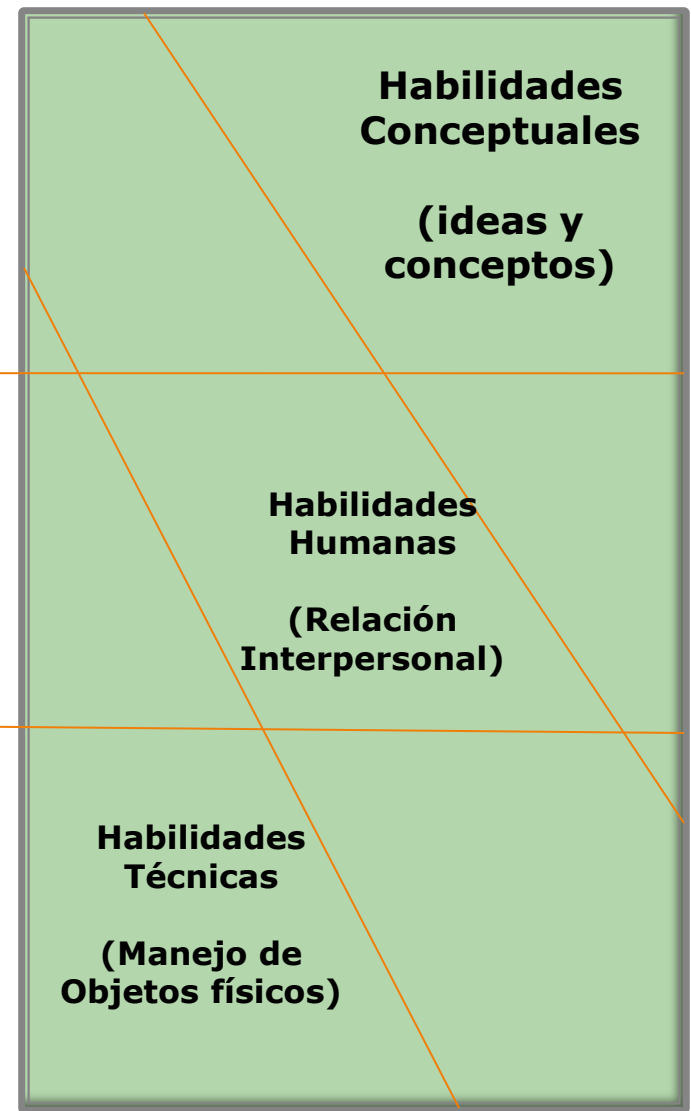 Habilidades
Conceptuales
(ideas y
conceptos)
Habilidades
Humanas
(Relación
Interpersonal)
Habilidades
Técnicas
(Manejo de
Objetos físicos)